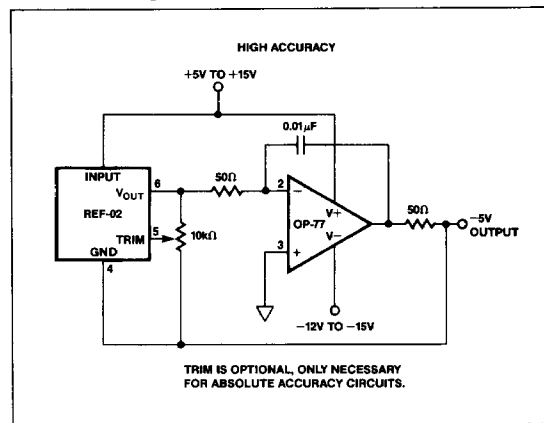 HIGH ACCURACY
+5V TO +15V
0.01μF
INPUT
VOUT
6
50Ω
2
−
V+
50Ω
−5V
OUTPUT
REF-02
OP-77
TRIM
5
10kΩ
3
+
V−
GND
4
−12V TO −15V
TRIM IS OPTIONAL, ONLY NECESSARY
FOR ABSOLUTE ACCURACY CIRCUITS.